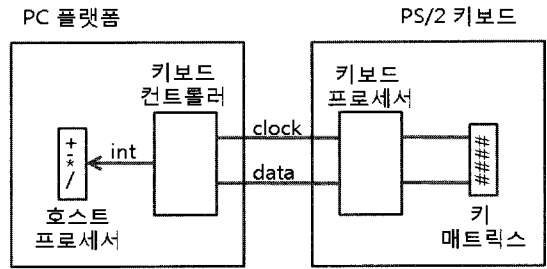 PC 플랫폼
PS/2 키보드
키보드
컨트롤러
키보드
프로세서
clock
data
int
+-*/
####
호스트
프로세서
키
매트릭스